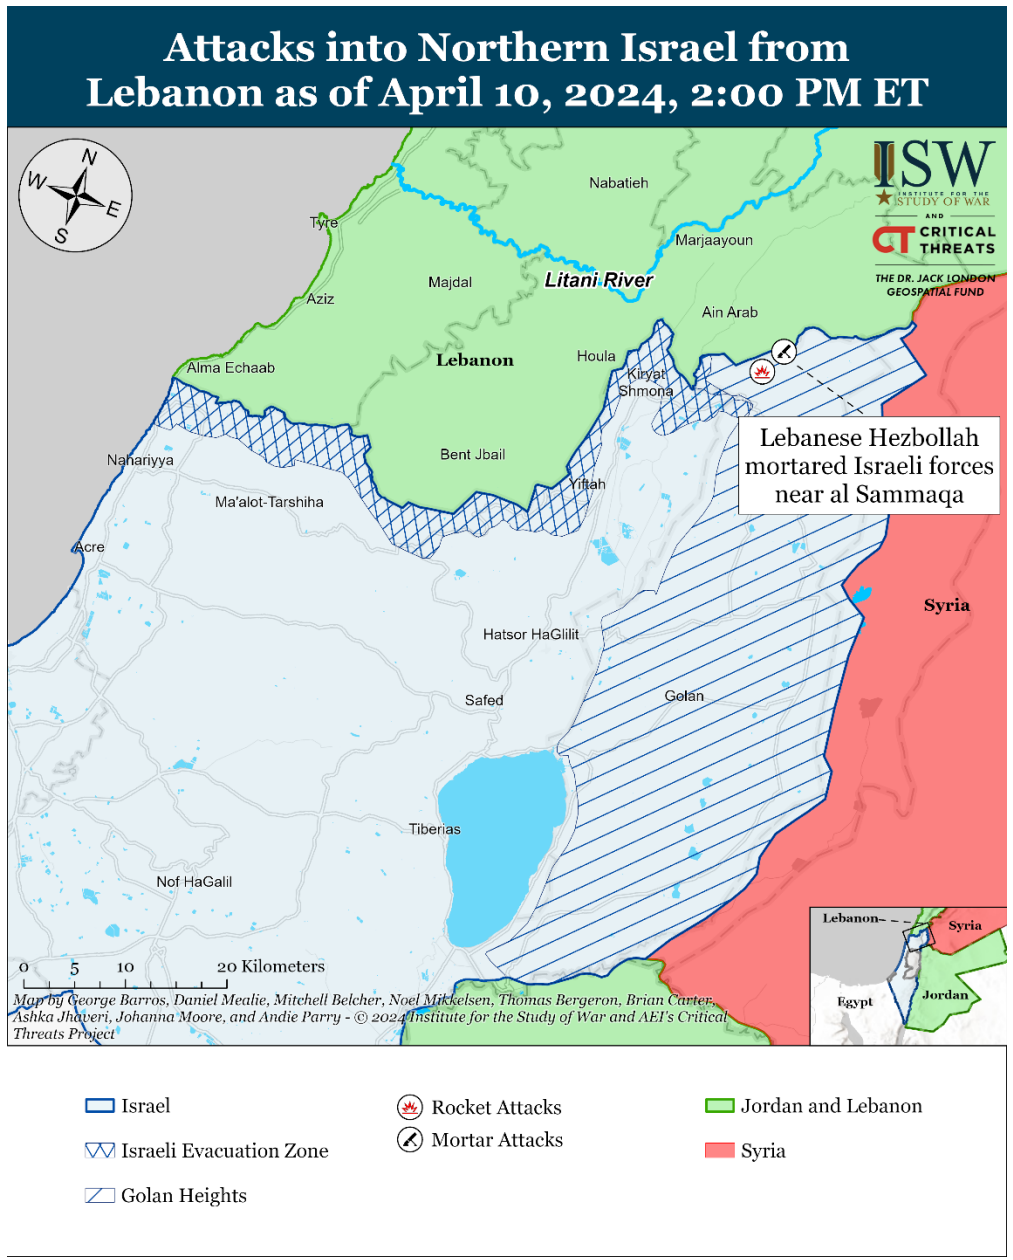 Attacks into Northern Israel from
Lebanon as of April 10, 2024, 2:00 PM ET
N
W
E
S
ISW
INSTITUTE FOR THE
STUDY OF WAR
AND
CT CRITICAL
THREATS
THE DR. JACK LONDON
GEOSPATIAL FUND
Nabatieh
Tyre
Marjaayoun
Majdal
Litani River
Aziz
Ain Arab
Lebanon
Houla
Alma Echaab
Kiryat
Shmona
Lebanese Hezbollah
mortared Israeli forces
near al Sammaqa
Bent Jbail
Nahariyya
Yiftah
Ma'alot-Tarshiha
Acre
Syria
Hatsor HaGlilit
Safed
Golan
Tiberias
Nof HaGalil
Lebanon
Syria
Egypt
Jordan
0 5 10 20 Kilometers
Map by George Barros, Daniel Mealie, Mitchell Belcher, Noel Mikkelsen, Thomas Bergeron, Brian Carter,
Ashka Jhaveri, Johanna Moore, and Andie Parry - © 2024 Institute for the Study of War and AEI's Critical
Threats Project
Israel
Rocket Attacks
Jordan and Lebanon
Mortar Attacks
Israeli Evacuation Zone
Syria
Golan Heights